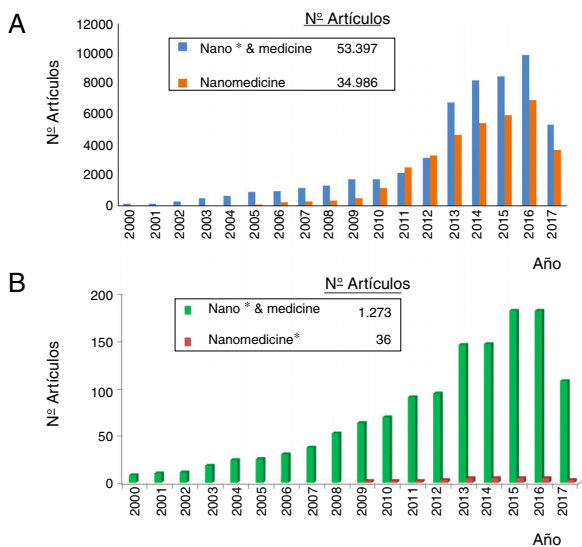 A
Nº Artículos
Nano * & medicine 53.397
Nanomedicine 34.986
Nº Artículos
12000
10000
8000
6000
4000
2000
0
2000 2001 2002 2003 2004 2005 2006 2007 2008 2009 2010 2011 2012 2013 2014 2015 2016 2017
Año
B
Nº Artículos
Nano * & medicine 1.273
Nanomedicine* 36
Nº Artículos
200
150
100
50
0
2000 2001 2002 2003 2004 2005 2006 2007 2008 2009 2010 2011 2012 2013 2014 2015 2016 2017
Año